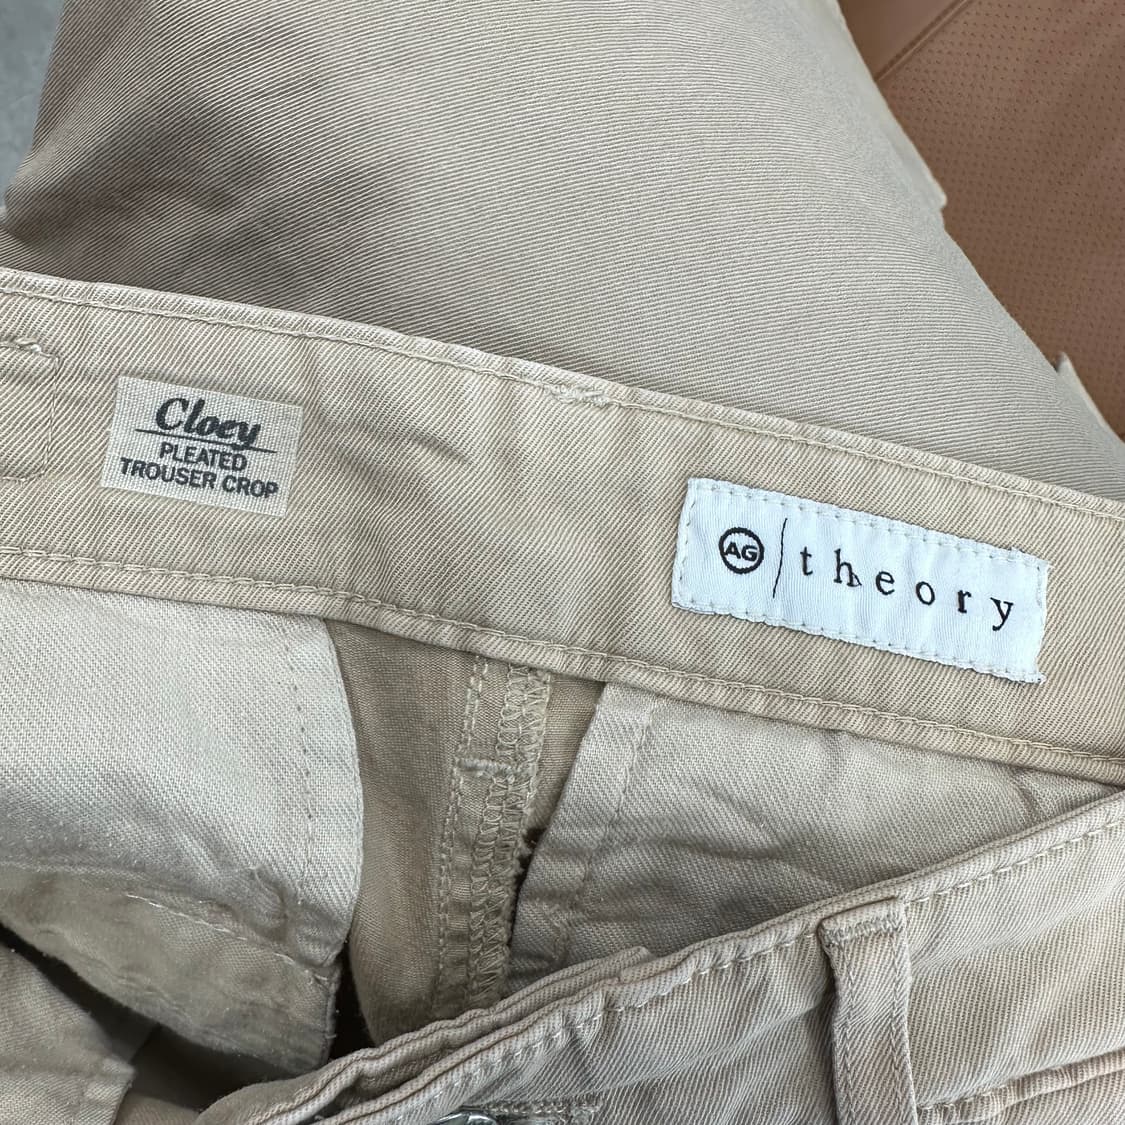 Cloey
PLEATED
TROUSER CROP
AG | theory